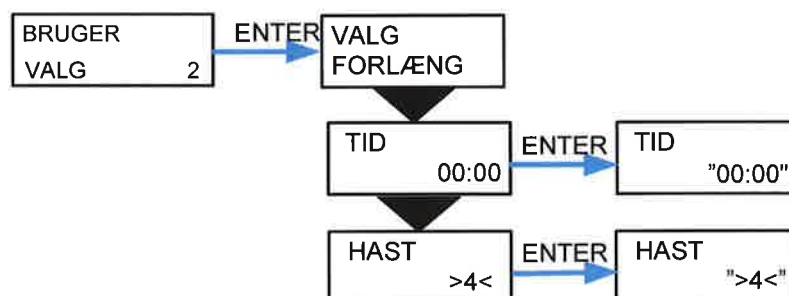 BRUGER
VALG 2
ENTER
VALG
FORLÆNG
TID
00:00
ENTER
TID
"00:00"
HAST
>4<
ENTER
HAST
">4<"